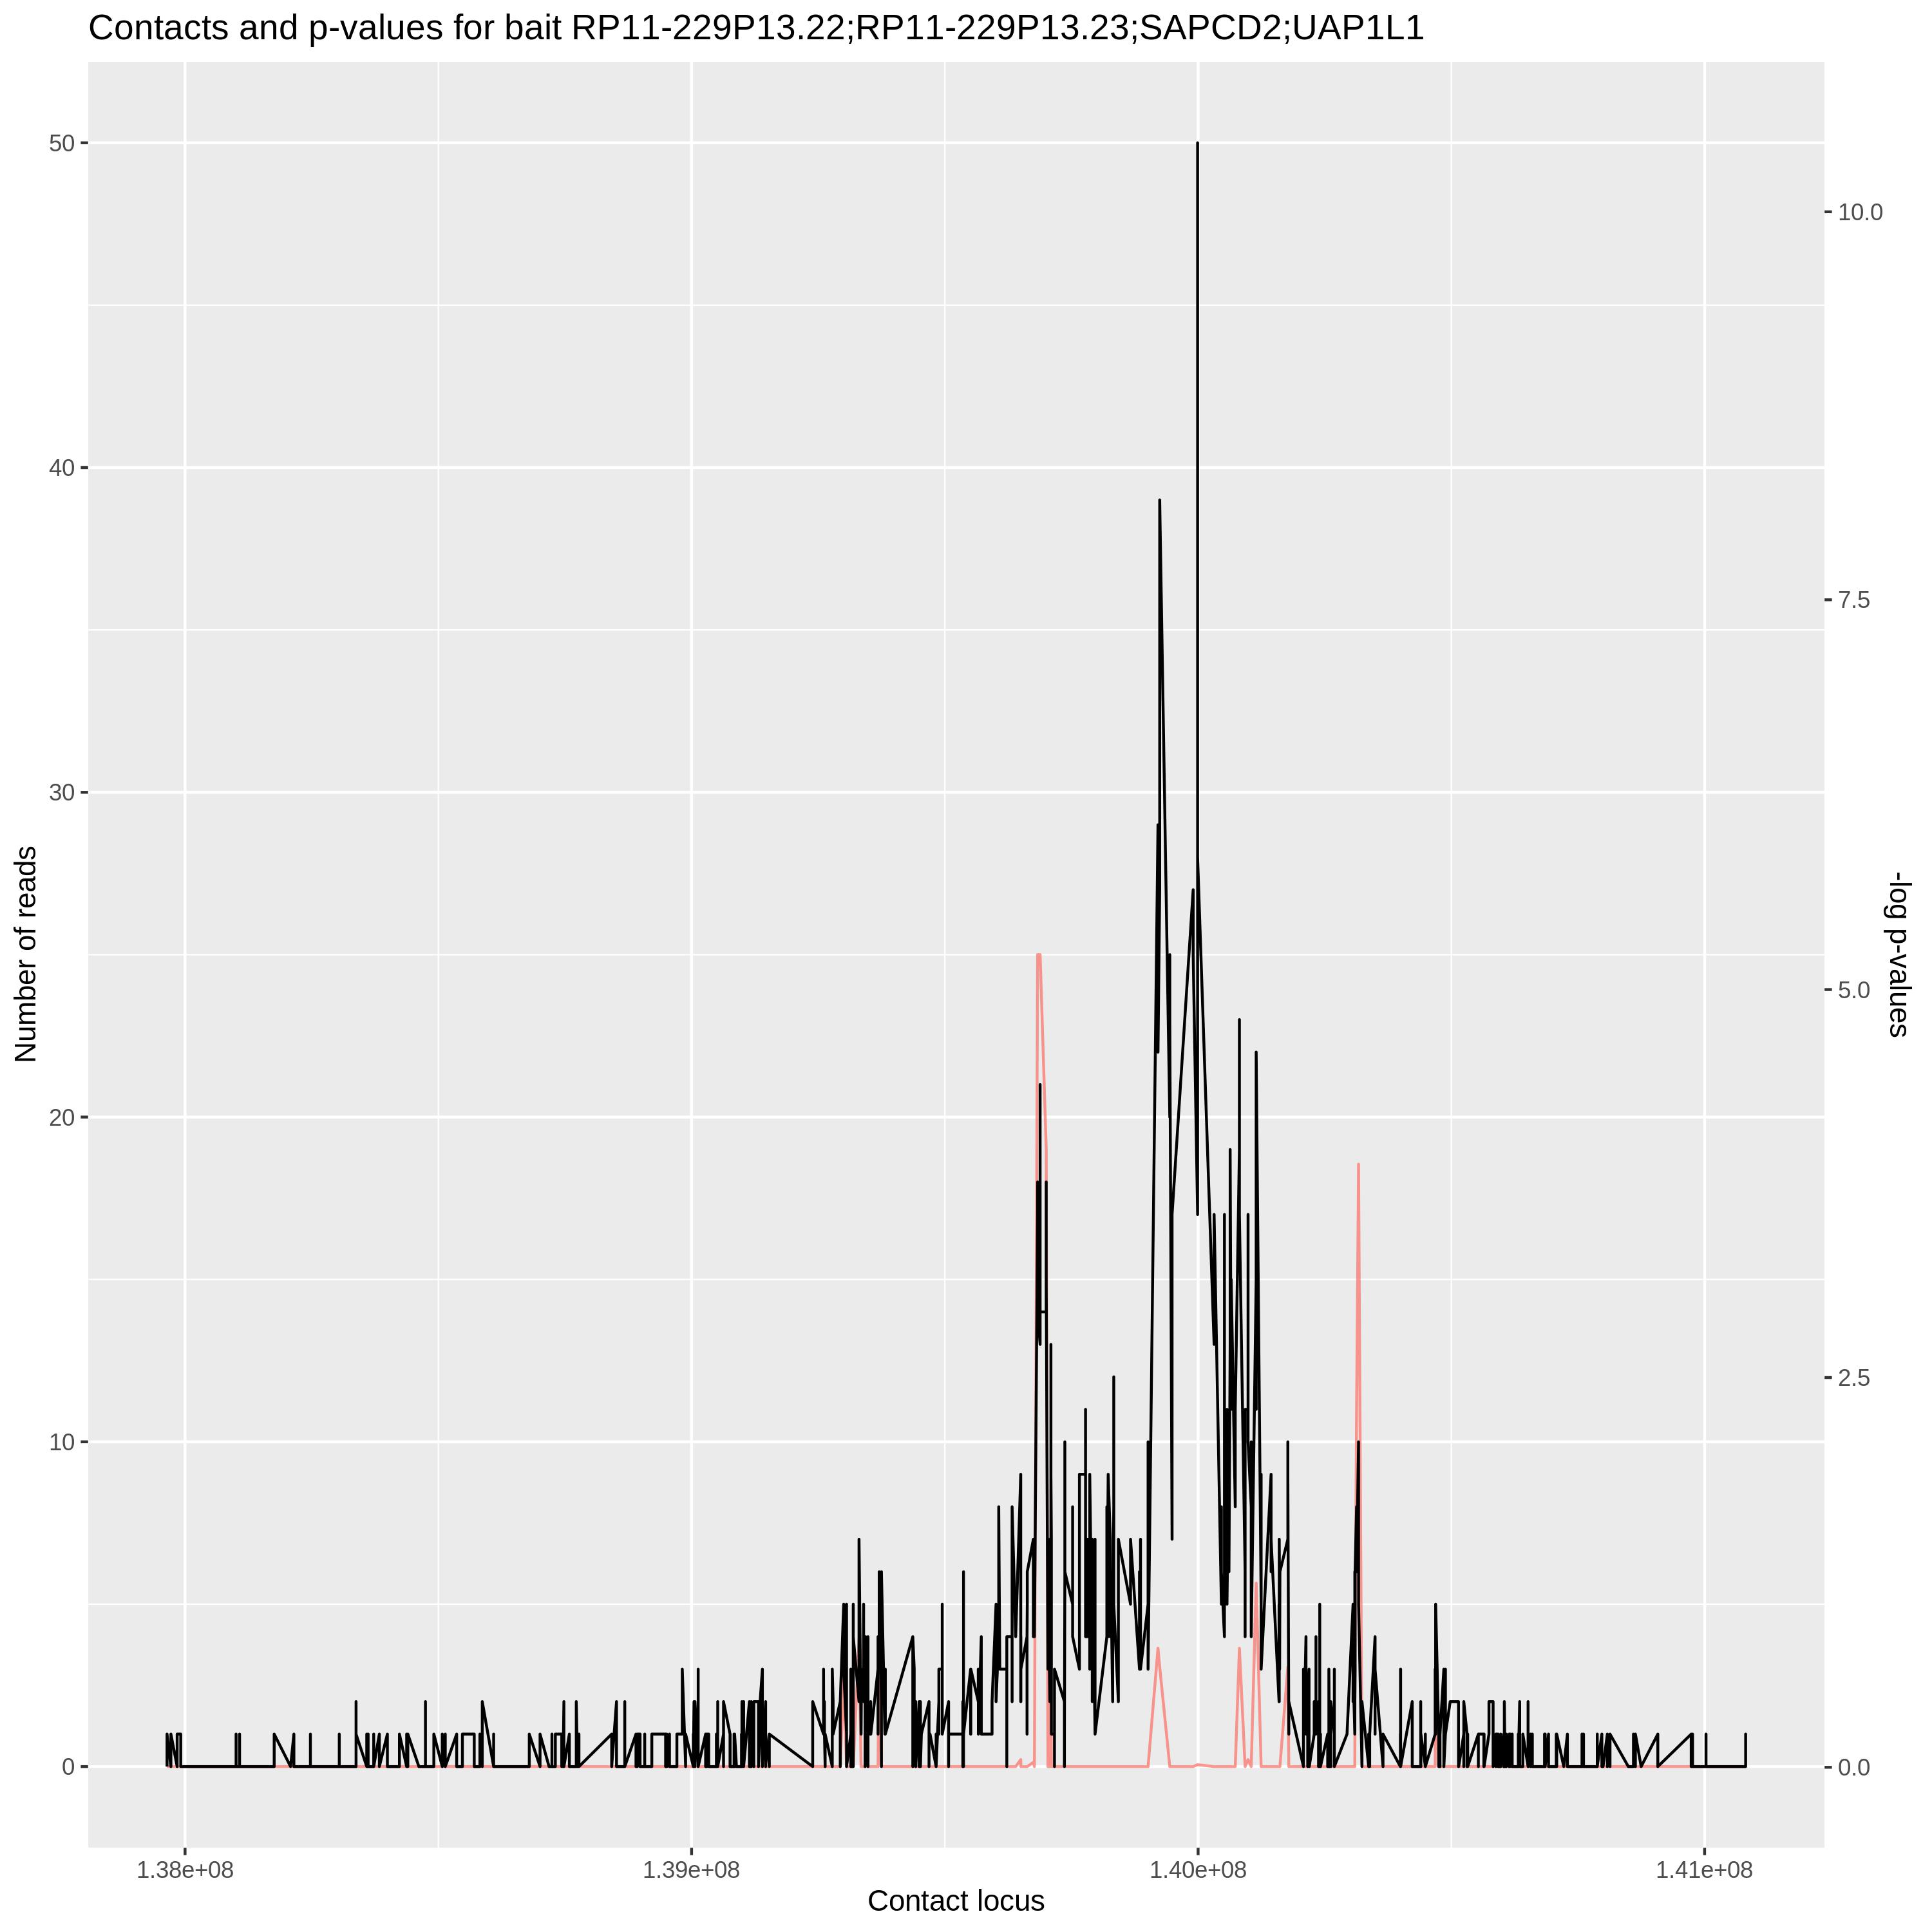 Contacts and p-values for bait RP11-229P13.22;RP11-229P13.23;SAPCD2;UAP1L1
50
40
30
20
10
0
Number of reads
10.0
7.5
5.0
2.5
0.0
-log p-values
1.38e+08
1.39e+08
1.40e+08
1.41e+08
Contact locus